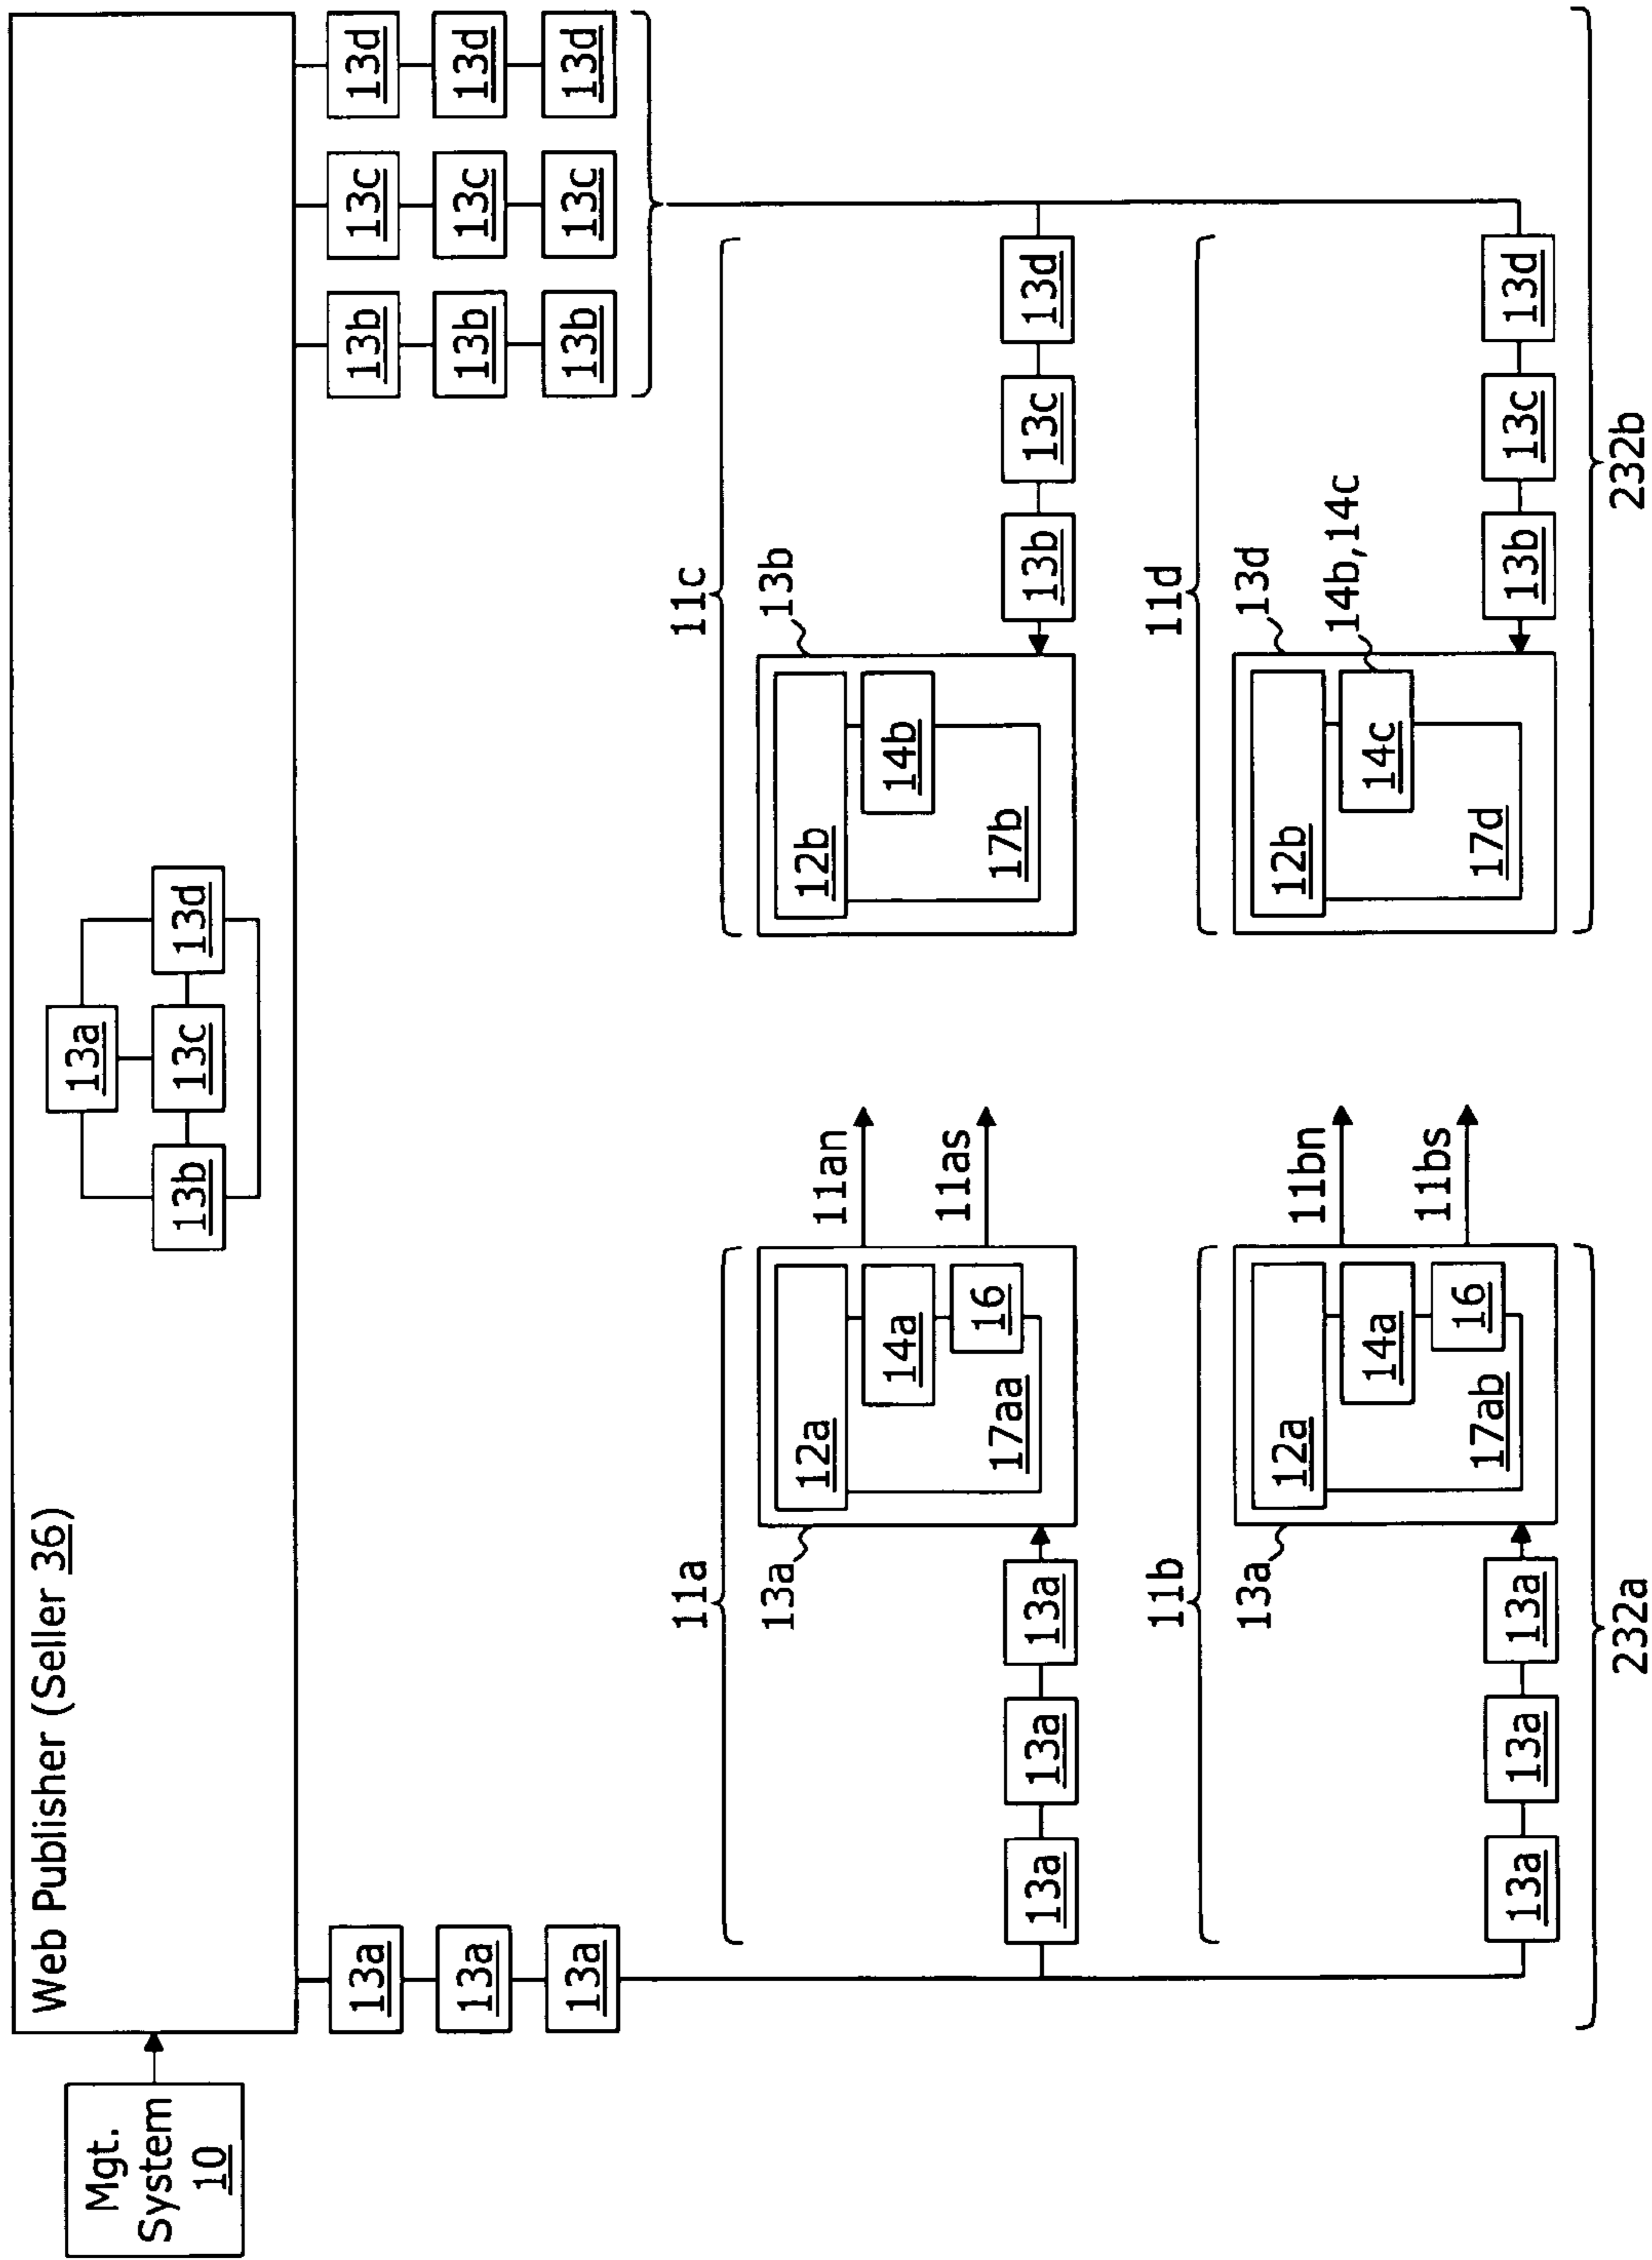 Web Publisher (Seller 36)
Mgt.
System
10
13a
13b 13c 13d
13a 13b 13c 13d
13a 13b 13c 13d
13a 13b 13c 13d
11a 11c
13a 13b
12a 11an 12b
14a 14b
11as
16
17aa 17b
13a 13a 13a 13b 13c 13d
11b 11d
13a 13d
12a 11bn 12b
14b,14c
14a 14c
11bs
16
17ab 17d
13a 13a 13a 13b 13c 13d
232a 232b